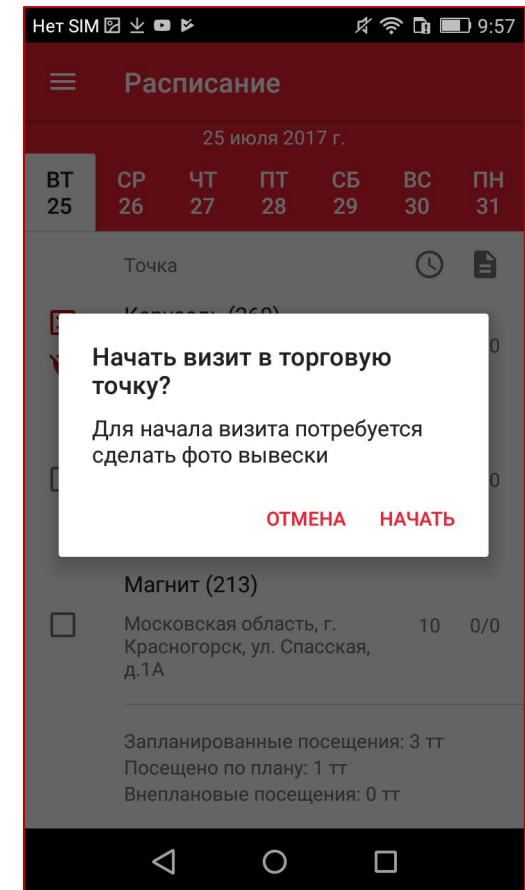 Нет SIM 9:57
Расписание
25 июля 2017 г.
ВТ СР ЧТ ПТ СБ ВС ПН
25 26 27 28 29 30 31
Точка
0
Начать визит в торговую
точку?
Для начала визита потребуется
сделать фото вывески
0
ОТМЕНА НАЧАТЬ
Магнит (213)
Московская область, г. 10 0/0
Красногорск, ул. Спасская,
д.1А
Запланированные посещения: 3 тт
Посещено по плану: 1 тт
Внеплановые посещения: 0 тт